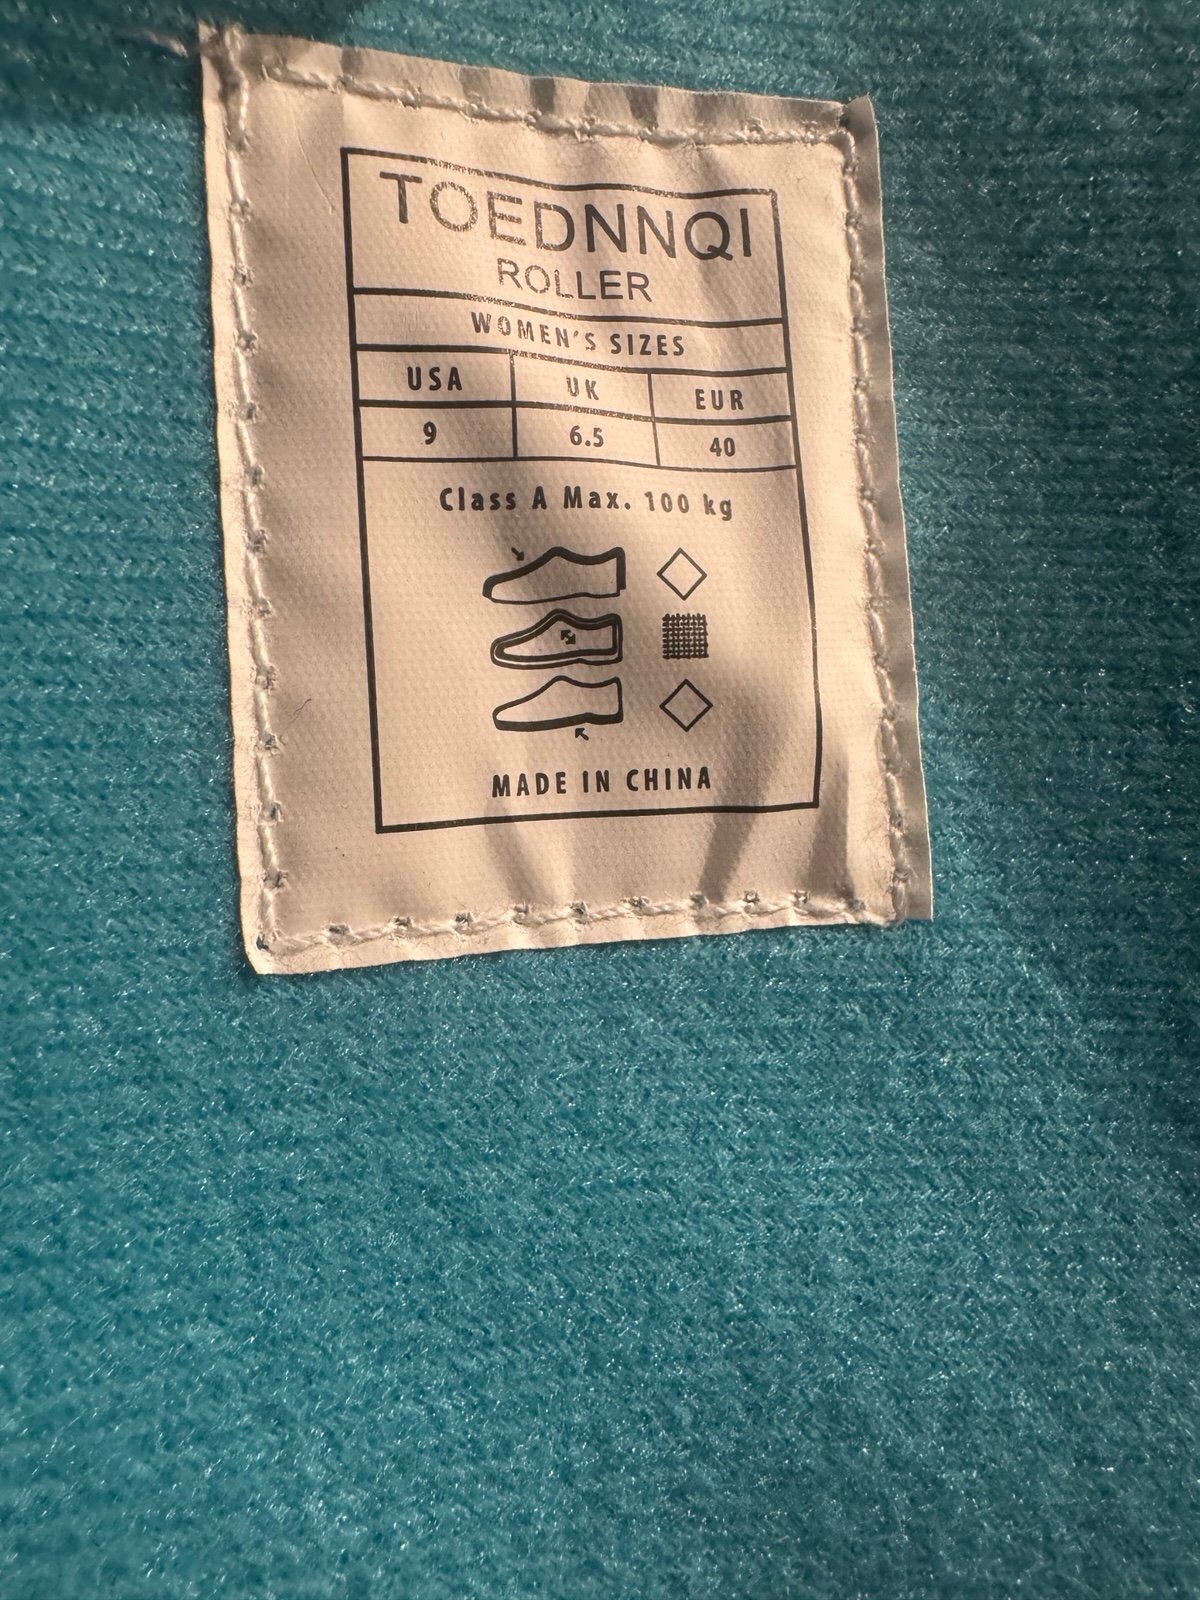 TOEDNNQI
ROLLER
WOMEN'S SIZES
USA UK EUR
9 6.5 40
Class A Max. 100 kg
MADE IN CHINA